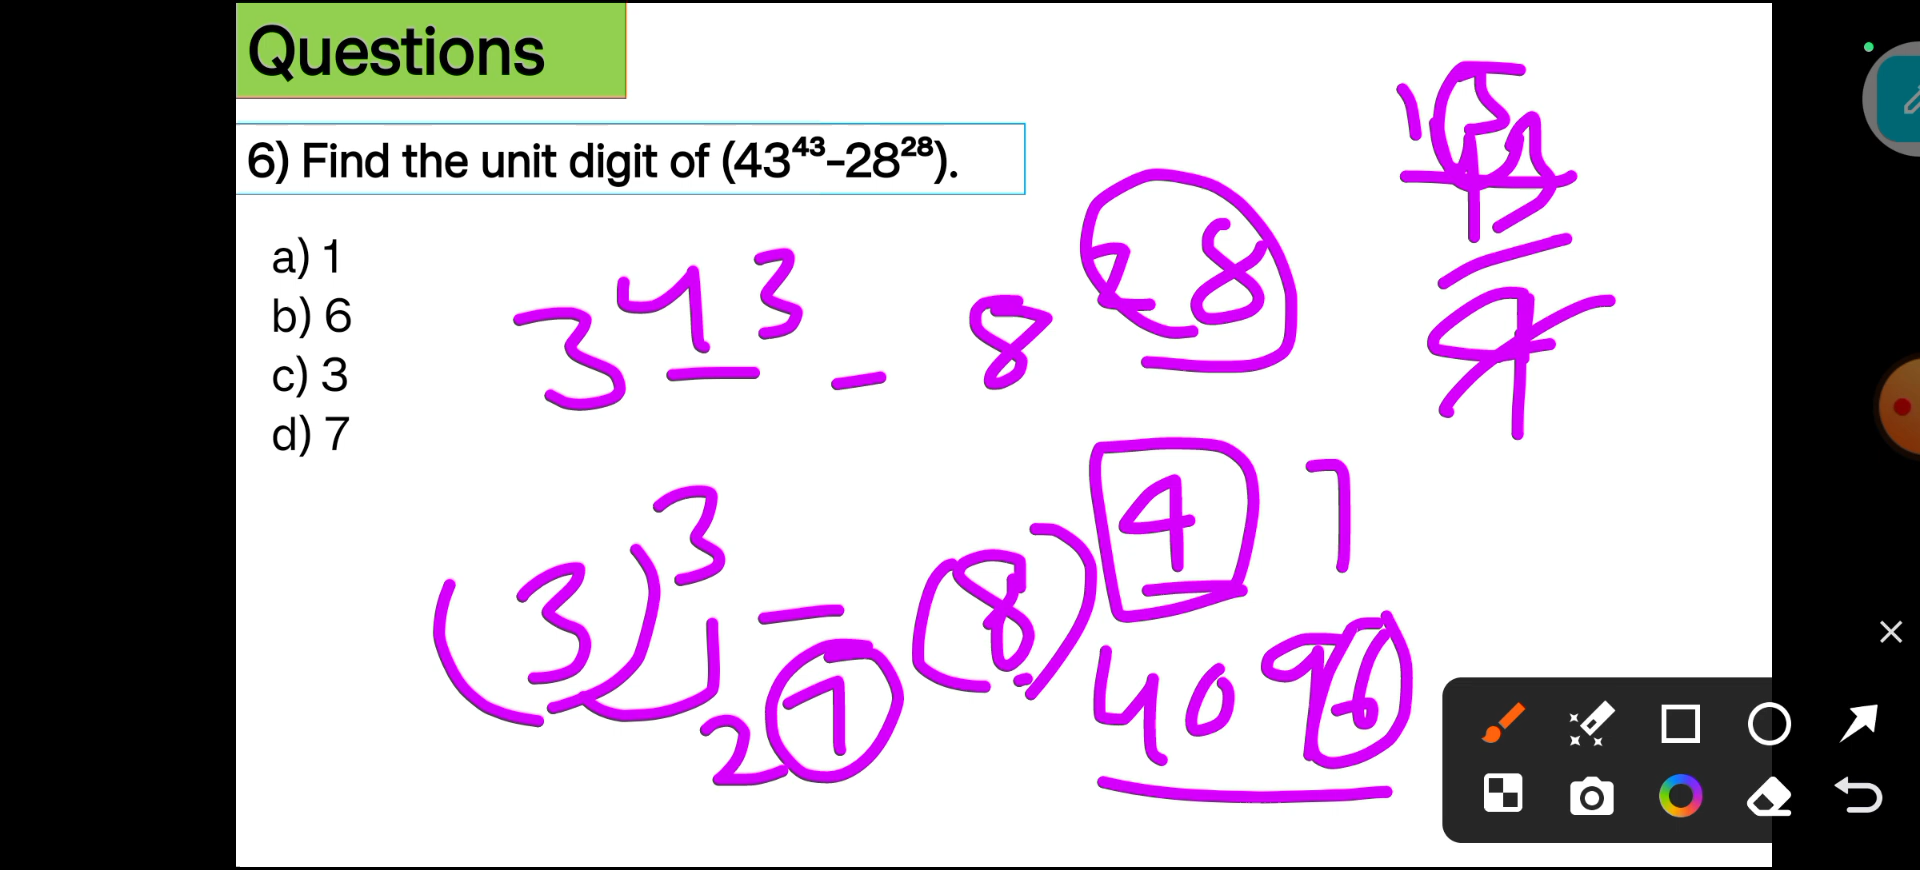 Questions
6) Find the unit digit of (43⁴³-28²⁸).
a) 1
b) 6
c) 3
d) 7
3⁴³ - 8²⁸
(3)³ - (8)⁴
27
4096